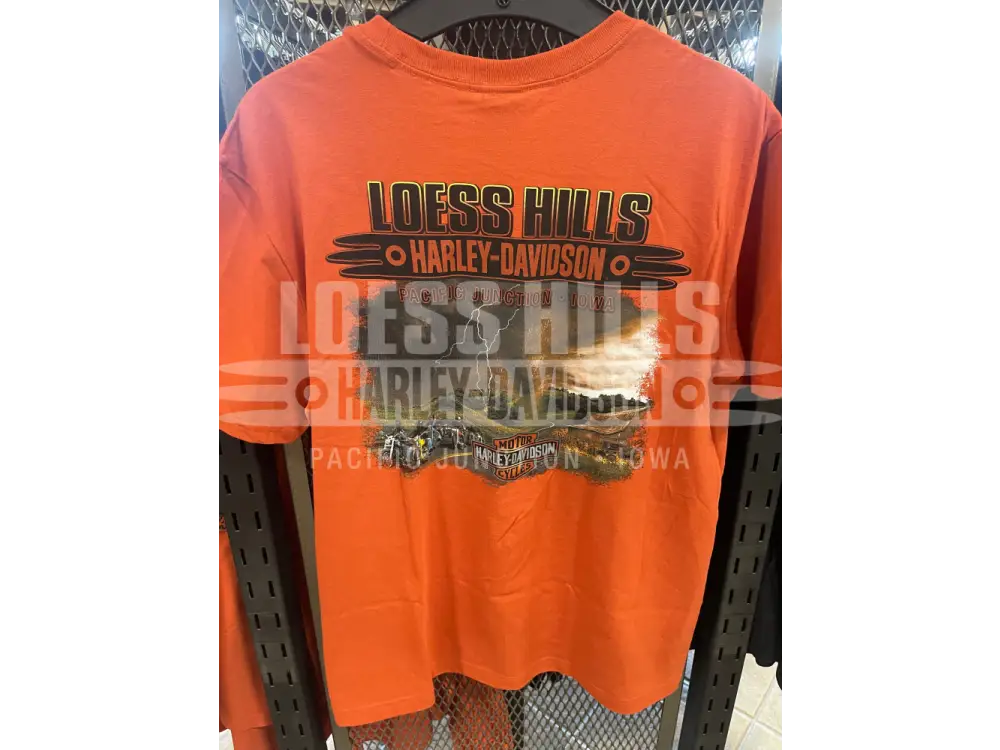 LOESS HILLS
HARLEY-DAVIDSON
PACIFIC JUNCTION • IOWA
LOESS HILLS
HARLEY-DAVIDSON
MOTOR
HARLEY-DAVIDSON
CYCLES
PACIFIC JUNCTION • IOWA